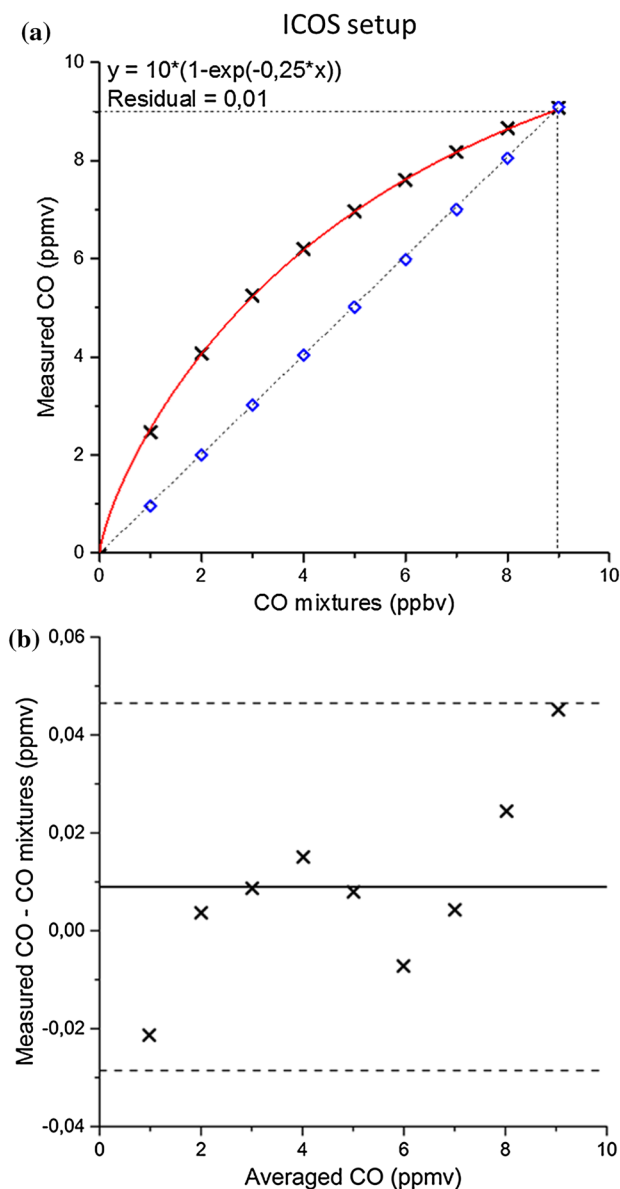 ICOS setup
(a)
y = 10*(1-exp(-0,25*x))
Residual = 0,01
10
8
6
4
2
0
Measured CO (ppmv)
0 2 4 6 8 10
CO mixtures (ppbv)
(b)
0,06
0,04
0,02
0,00
-0,02
-0,04
Measured CO - CO mixtures (ppmv)
0 2 4 6 8 10
Averaged CO (ppmv)